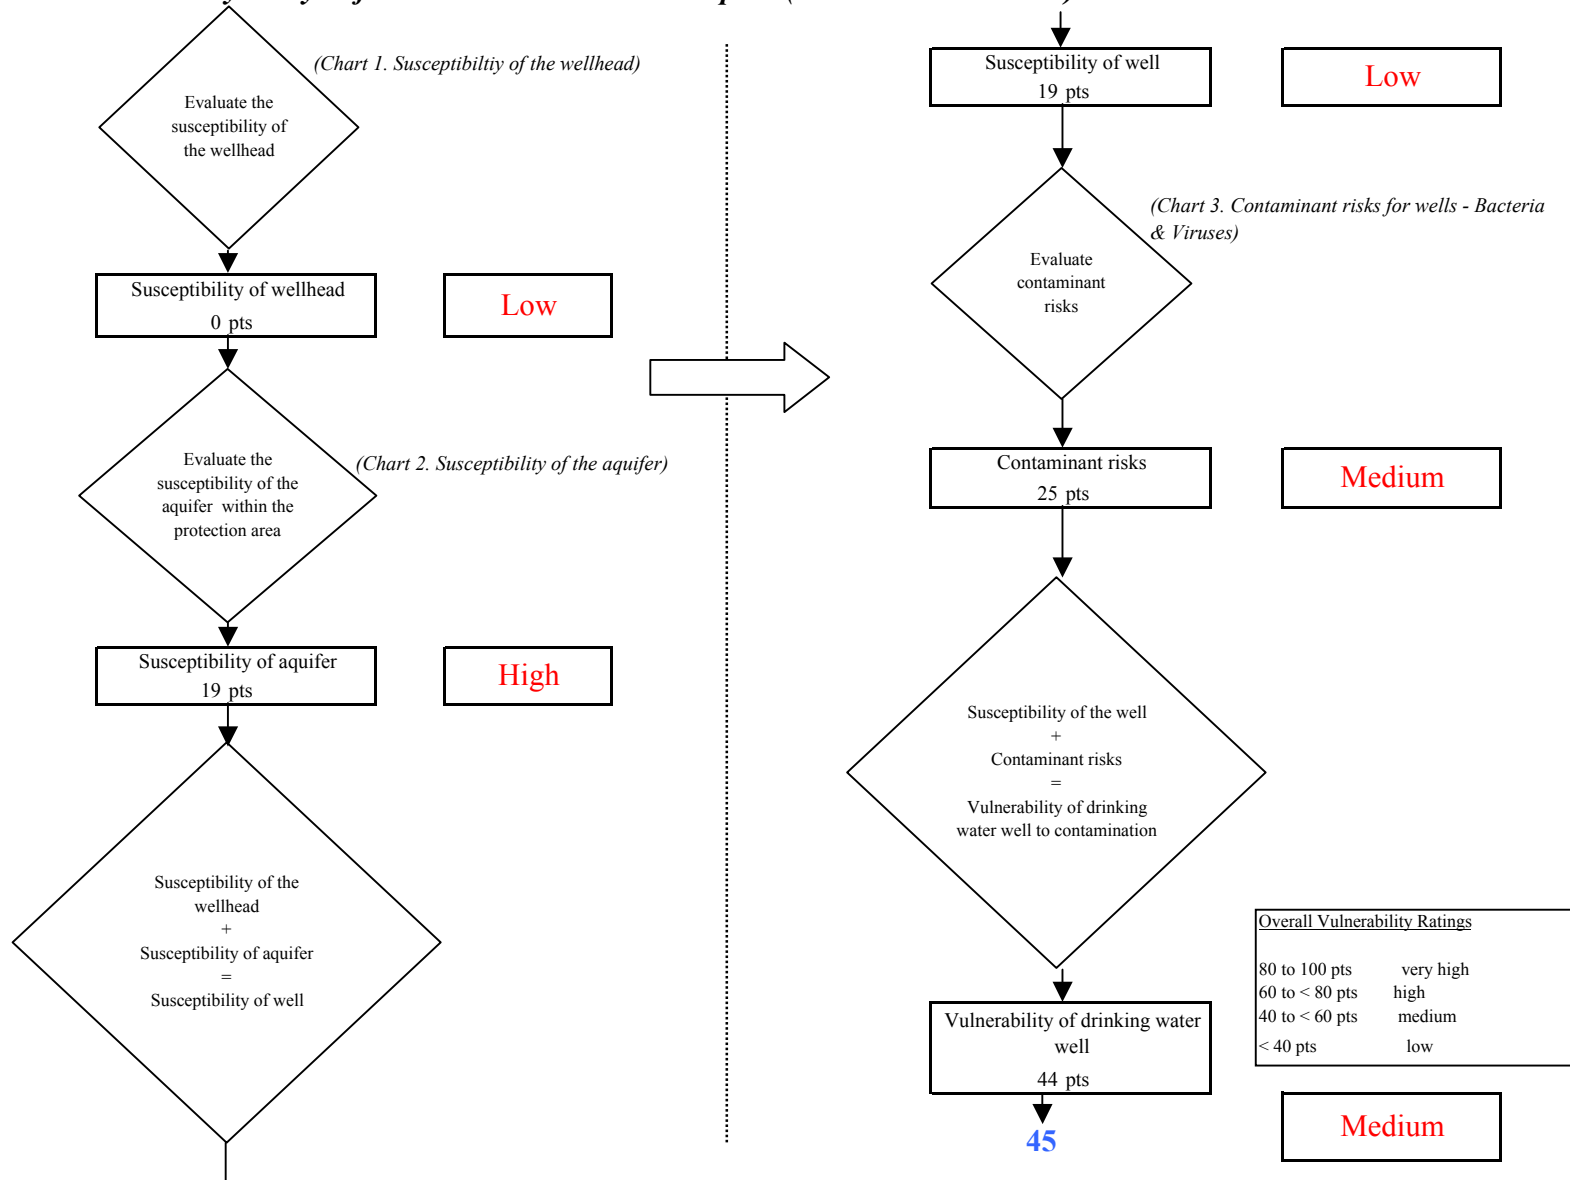 (Chart 1. Susceptibiltiy of the wellhead)
Evaluate the
susceptibility of
the wellhead
Susceptibility of wellhead
0 pts
Low
Evaluate the
susceptibility of the
aquifer within the
protection area
(Chart 2. Susceptibility of the aquifer)
Susceptibility of aquifer
19 pts
High
Susceptibility of the
wellhead
+
Susceptibility of aquifer
=
Susceptibility of well
Susceptibility of well
19 pts
Low
(Chart 3. Contaminant risks for wells - Bacteria
& Viruses)
Evaluate
contaminant
risks
Contaminant risks
25 pts
Medium
Susceptibility of the well
+
Contaminant risks
=
Vulnerability of drinking
water well to contamination
Vulnerability of drinking water
well
44 pts
45
Overall Vulnerability Ratings
80 to 100 pts very high
60 to < 80 pts high
40 to < 60 pts medium
< 40 pts low
Medium